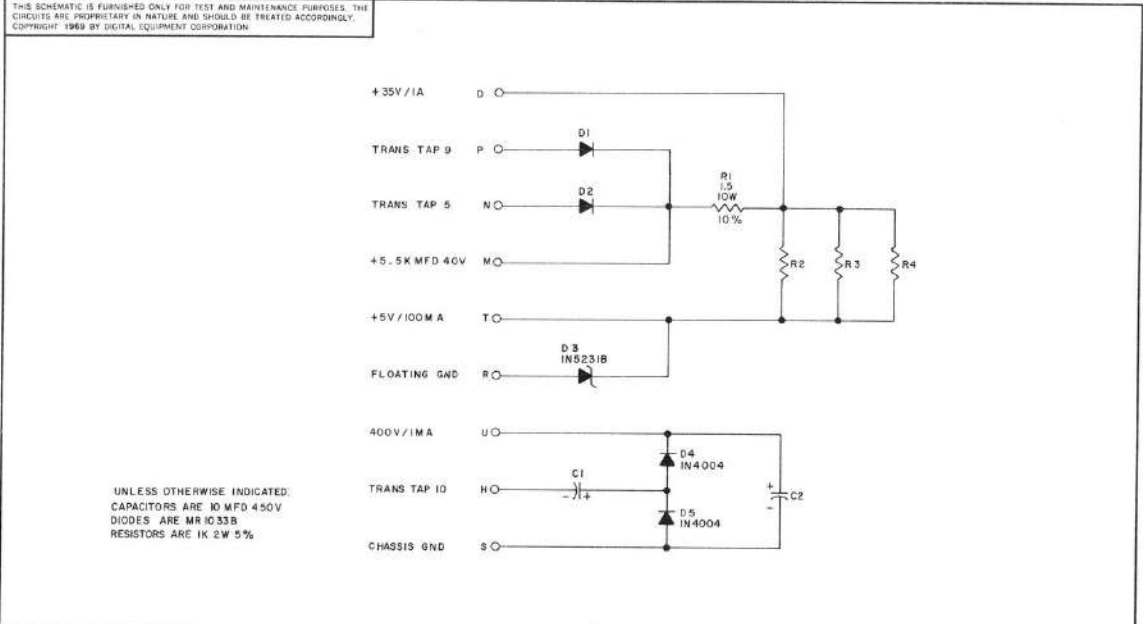 THIS SCHEMATIC IS FURNISHED ONLY FOR TEST AND MAINTENANCE PURPOSES. THE
CIRCUITS ARE PROPRIETARY IN NATURE AND SHOULD BE TREATED ACCORDINGLY.
COPYRIGHT 1969 BY DIGITAL EQUIPMENT CORPORATION
+35V/1A D
D1
TRANS TAP 9 P
R1
1.5
10W
10%
D2
TRANS TAP 5 N
+5.5K MFD 40V M
R2 R3 R4
+5V/100MA T
D3
IN5231B
FLOATING GND R
400V/1MA U
D4
IN4004
C1
TRANS TAP 10 H
- +
+
C2
-
D5
IN4004
CHASSIS GND S
UNLESS OTHERWISE INDICATED:
CAPACITORS ARE 10 MFD 450V
DIODES ARE MR1033B
RESISTORS ARE 1K 2W 5%